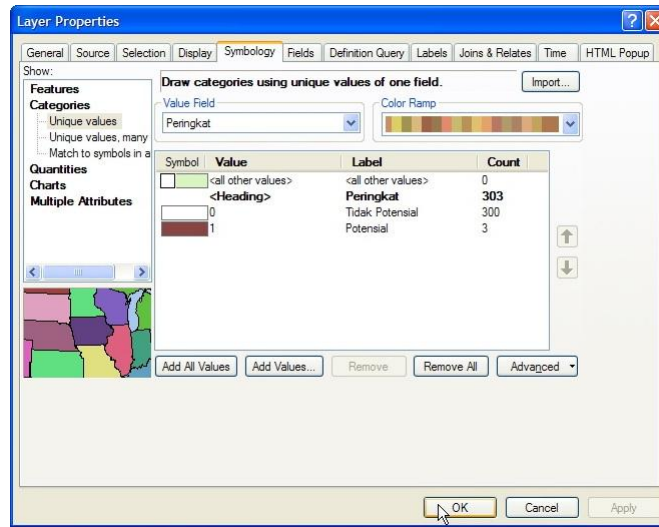 Layer Properties
General Source Selection Display Symbology Fields Definition Query Labels Joins & Relates Time HTML Popup
Show:
Features
Categories
Unique values
Unique values, many
Match to symbols in a
Quantities
Charts
Multiple Attributes
Draw categories using unique values of one field.
Import...
Value Field
Peringkat
Color Ramp
Symbol Value Label Count
<all other values> <all other values> 0
<Heading> Peringkat 303
0 Tidak Potensial 300
1 Potensial 3
Add All Values Add Values... Remove Remove All Advanced
OK Cancel Apply